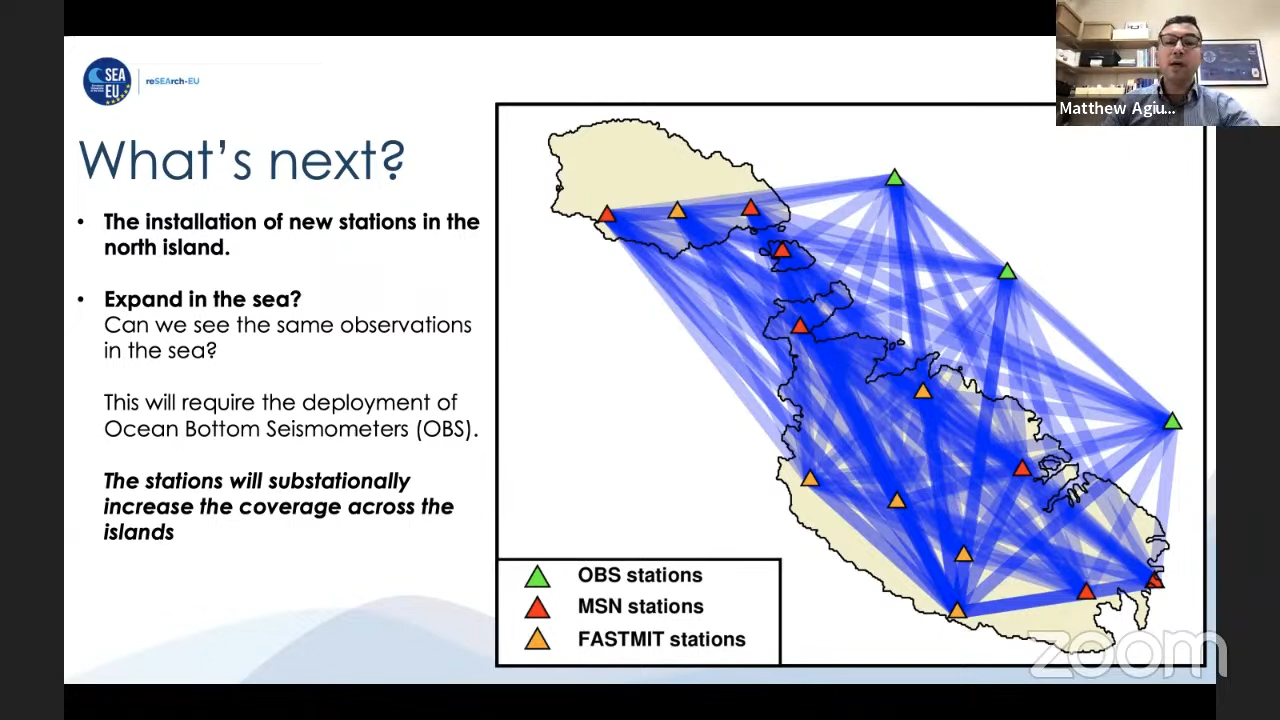 SEA
EU
reSEArch-EU
Matthew Agiu...
What's next?
• The installation of new stations in the
north island.
• Expand in the sea?
Can we see the same observations
in the sea?
This will require the deployment of
Ocean Bottom Seismometers (OBS).
The stations will substationally
increase the coverage across the
islands
OBS stations
MSN stations
FASTMIT stations
zoom